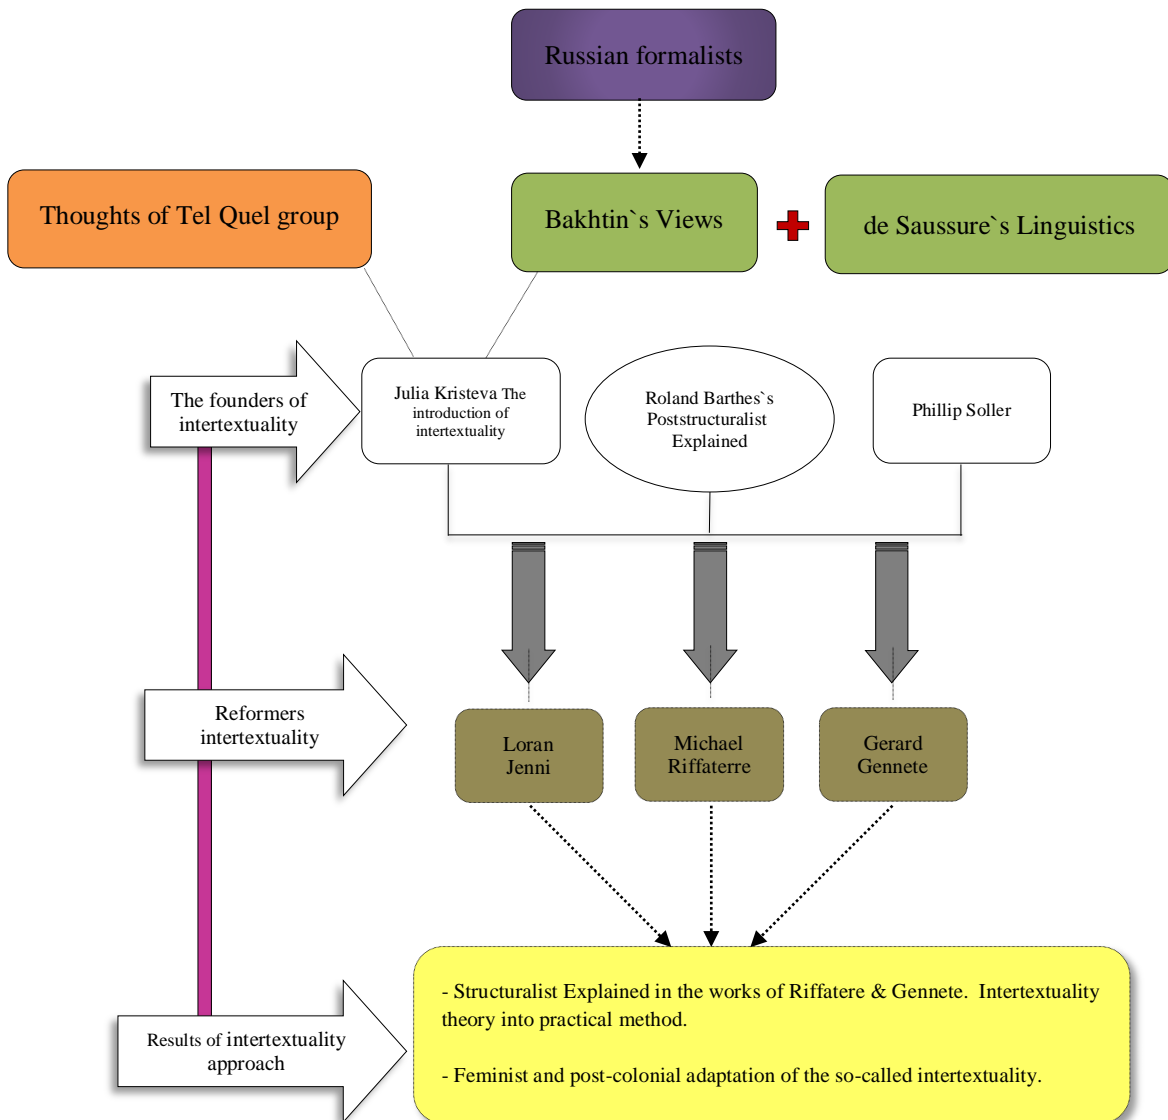 Russian formalists
Thoughts of Tel Quel group
Bakhtin`s Views
de Saussure`s Linguistics
The founders of
intertextuality
Julia Kristeva The
introduction of
intertextuality
Roland Barthes`s
Poststructuralist
Explained
Phillip Soller
Reformers
intertextuality
Loran
Jenni
Michael
Riffaterre
Gerard
Gennete
Results of intertextuality
approach
- Structuralist Explained in the works of Riffatere & Gennete. Intertextuality
theory into practical method.
- Feminist and post-colonial adaptation of the so-called intertextuality.